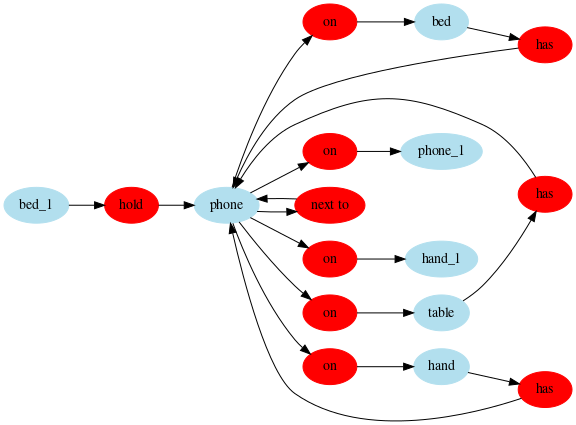 on
bed
has
on
phone_1
bed_1
hold
phone
next to
has
on
hand_1
on
table
on
hand
has